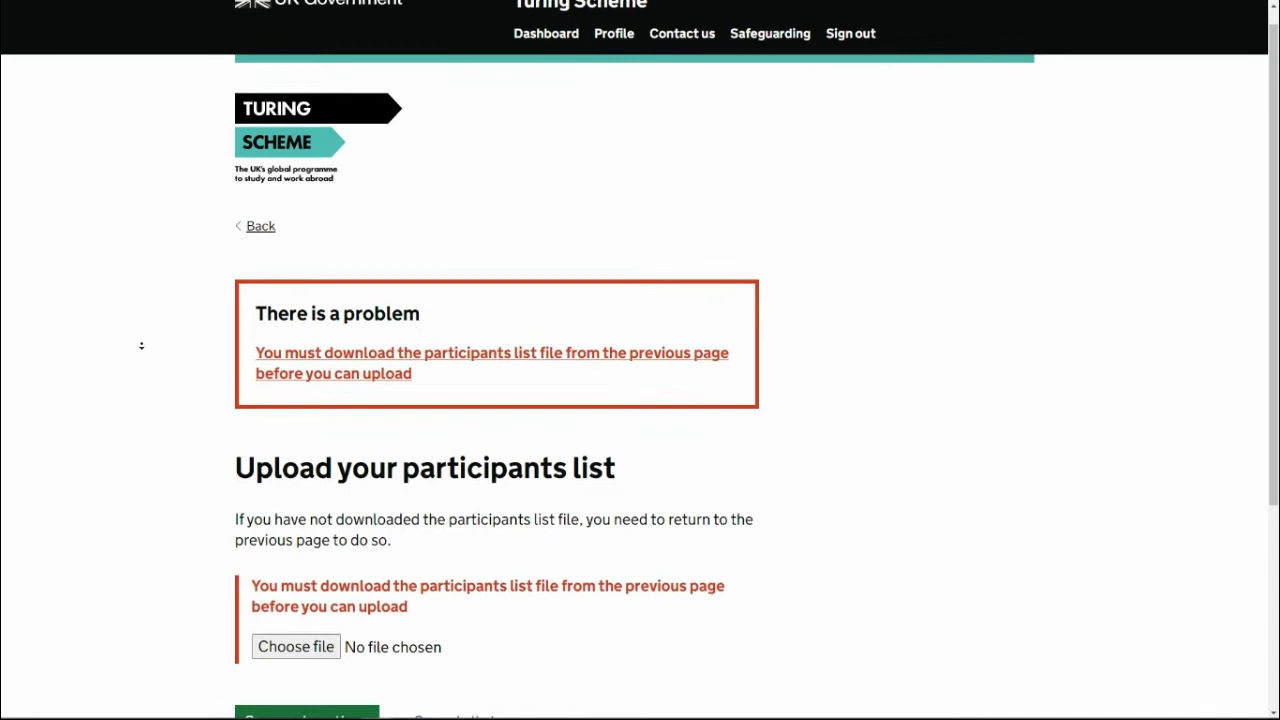 UK Government
Turing Scheme
Dashboard Profile Contact us Safeguarding Sign out
TURING
SCHEME
The UK's global programme
to study and work abroad
Back
There is a problem
You must download the participants list file from the previous page
before you can upload
Upload your participants list
If you have not downloaded the participants list file, you need to return to the
previous page to do so.
You must download the participants list file from the previous page
before you can upload
Choose file No file chosen